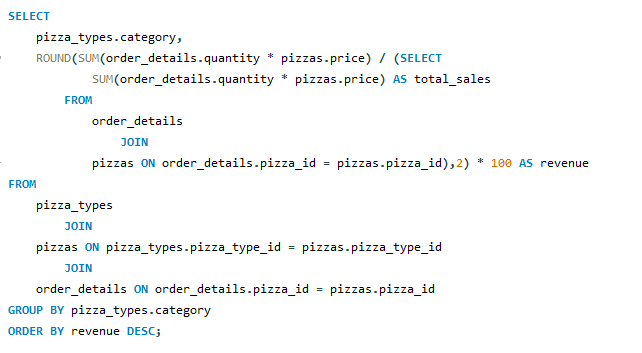 SELECT
pizza_types.category,
ROUND(SUM(order_details.quantity * pizzas.price) / (SELECT
SUM(order_details.quantity * pizzas.price) AS total_sales
FROM
order_details
JOIN
pizzas ON order_details.pizza_id = pizzas.pizza_id),2) * 100 AS revenue
FROM
pizza_types
JOIN
pizzas ON pizza_types.pizza_type_id = pizzas.pizza_type_id
JOIN
order_details ON order_details.pizza_id = pizzas.pizza_id
GROUP BY pizza_types.category
ORDER BY revenue DESC;